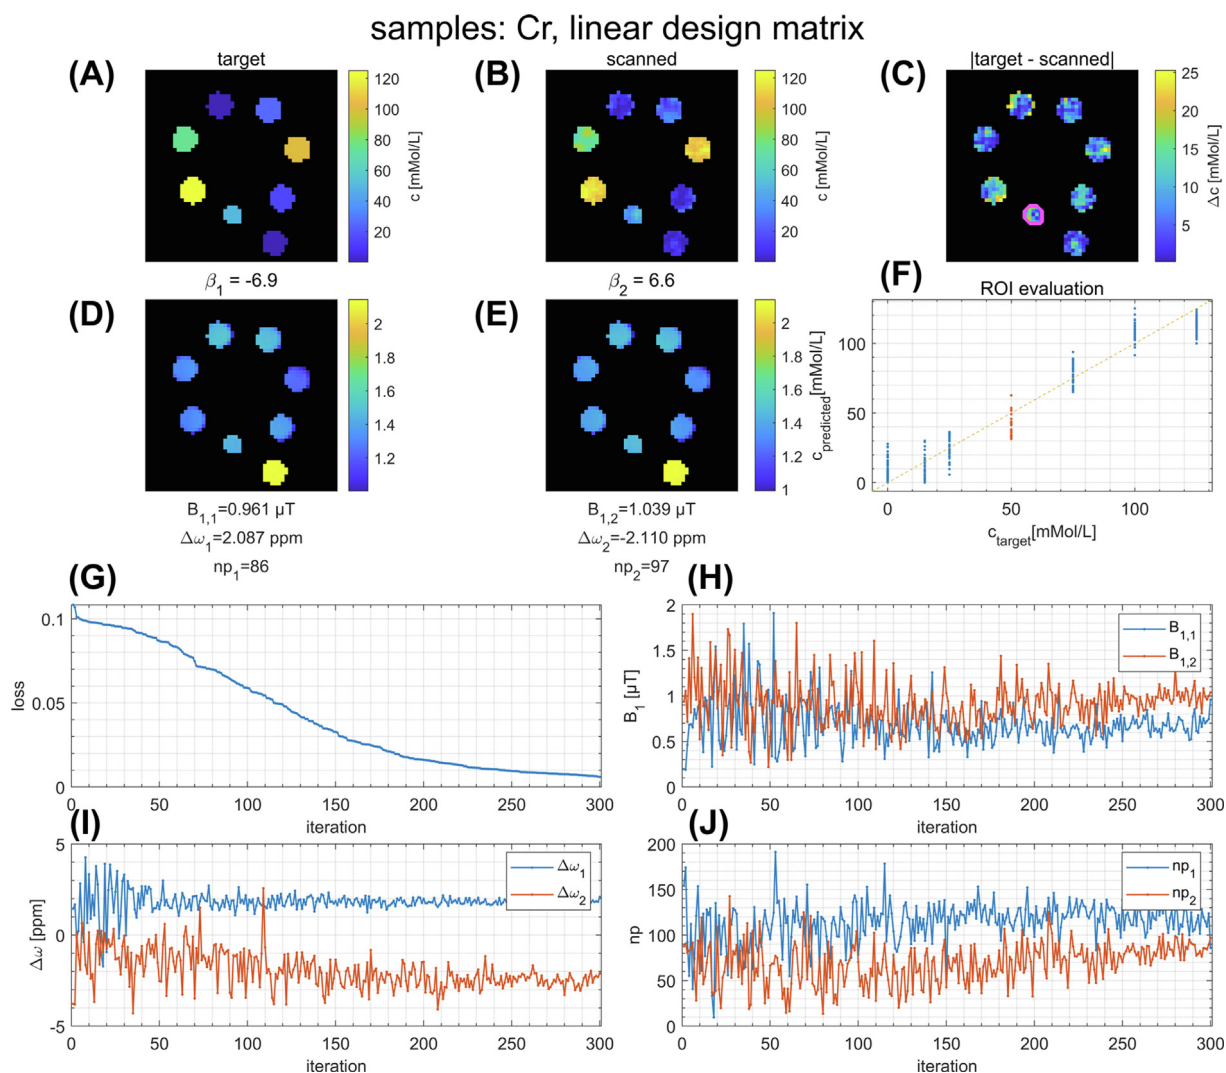 samples: Cr, linear design matrix
(A)
target
120
100
80
60
40
20
c [mMol/L]
(B)
scanned
120
100
80
60
40
20
c [mMol/L]
(C)
|target - scanned|
25
20
15
10
5
Δc [mMol/L]
β1 = -6.9
β2 = 6.6
(D)
2
1.8
1.6
1.4
1.2
B1,1=0.961 μT
Δω1=2.087 ppm
np1=86
(E)
2
1.8
1.6
1.4
1.2
1
B1,2=1.039 μT
Δω2=-2.110 ppm
np2=97
(F)
ROI evaluation
100
50
0
0
50
100
cpredicted[mMol/L]
ctarget[mMol/L]
(G)
0.1
0.05
0
loss
0 50 100 150 200 250 300
iteration
(H)
2
1.5
1
0.5
0
B1 [μT]
B1,1
B1,2
0 50 100 150 200 250 300
iteration
(I)
5
0
-5
Δω [ppm]
Δω1
Δω2
0 50 100 150 200 250 300
iteration
(J)
200
150
100
50
0
np
np1
np2
0 50 100 150 200 250 300
iteration